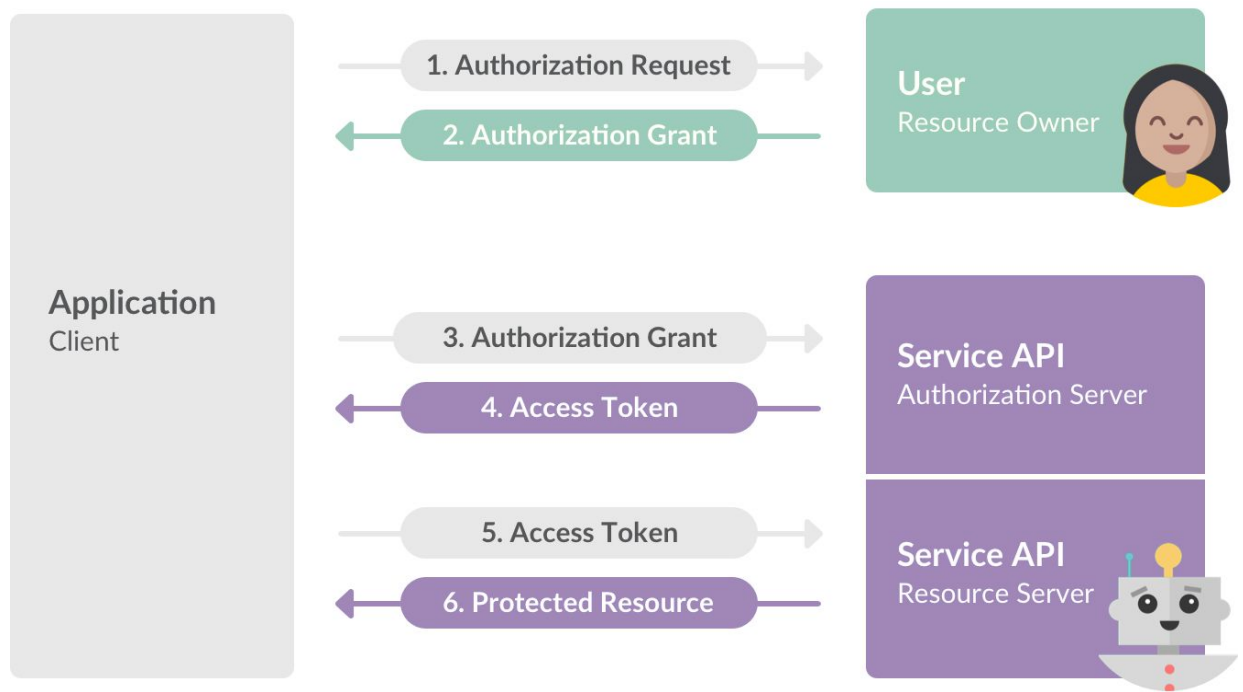 1. Authorization Request
2. Authorization Grant
User
Resource Owner
Application
Client
3. Authorization Grant
4. Access Token
Service API
Authorization Server
5. Access Token
6. Protected Resource
Service API
Resource Server